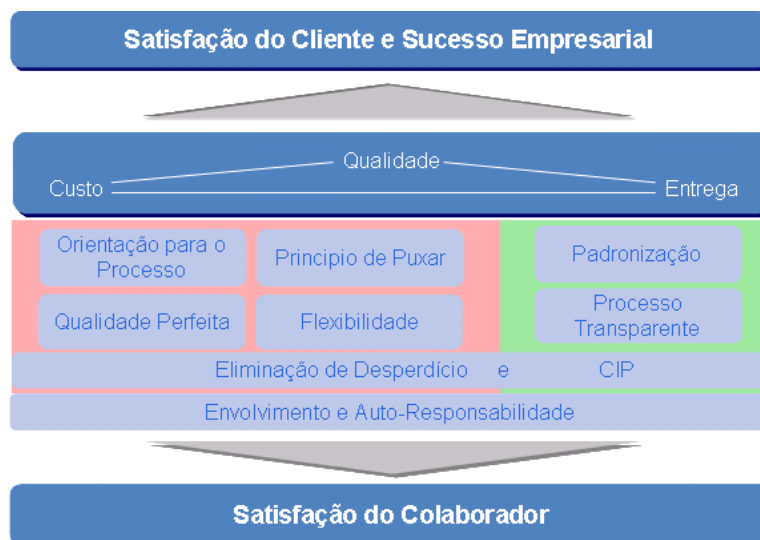 Satisfação do Cliente e Sucesso Empresarial
Qualidade
Custo
Entrega
Orientação para o
Processo
Principio de Puxar
Padronização
Qualidade Perfeita
Flexibilidade
Processo
Transparente
Eliminação de Desperdício e CIP
Envolvimento e Auto-Responsabilidade
Satisfação do Colaborador